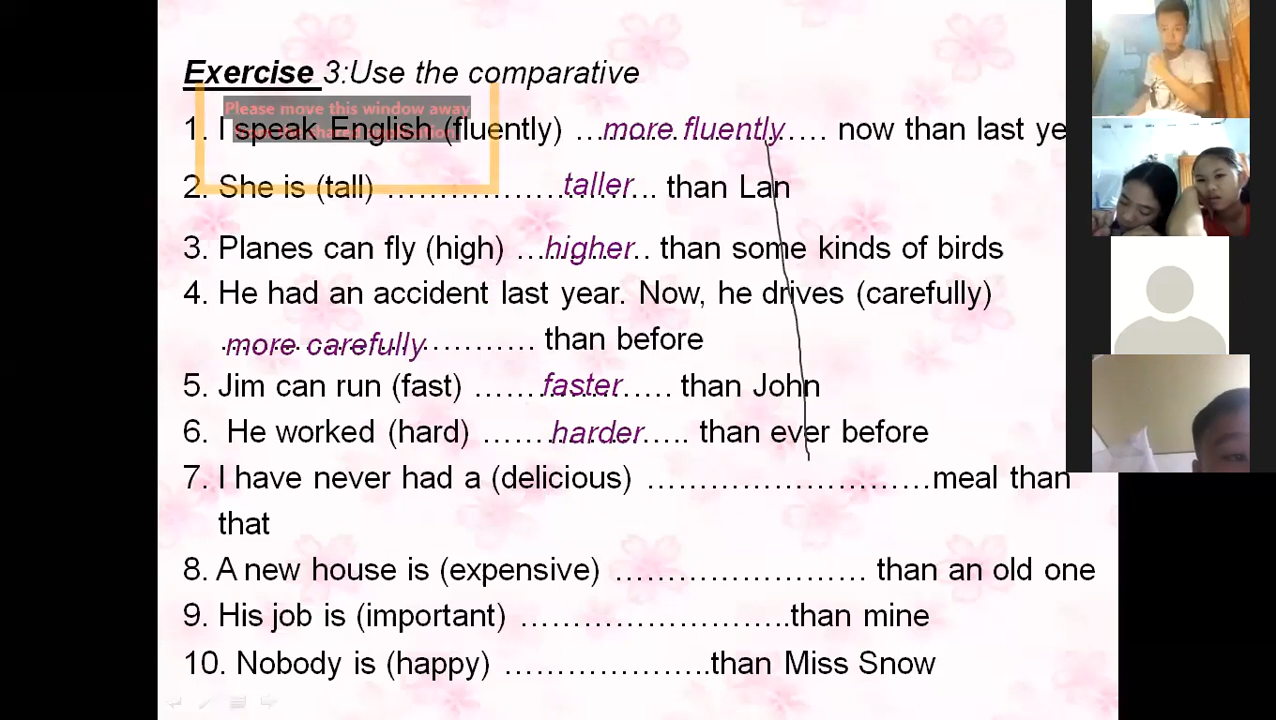 Exercise 3:Use the comparative
Please move this window away
1. I speak English (fluently) …more fluently…. now than last ye
2. She is (tall) ………………taller.. than Lan
3. Planes can fly (high) …higher.. than some kinds of birds
4. He had an accident last year. Now, he drives (carefully)
more carefully………… than before
5. Jim can run (fast) ……faster…… than John
6. He worked (hard) ……harder….. than ever before
7. I have never had a (delicious) ………………………meal than
that
8. A new house is (expensive) …………………… than an old one
9. His job is (important) ……………………..than mine
10. Nobody is (happy) ………………..than Miss Snow